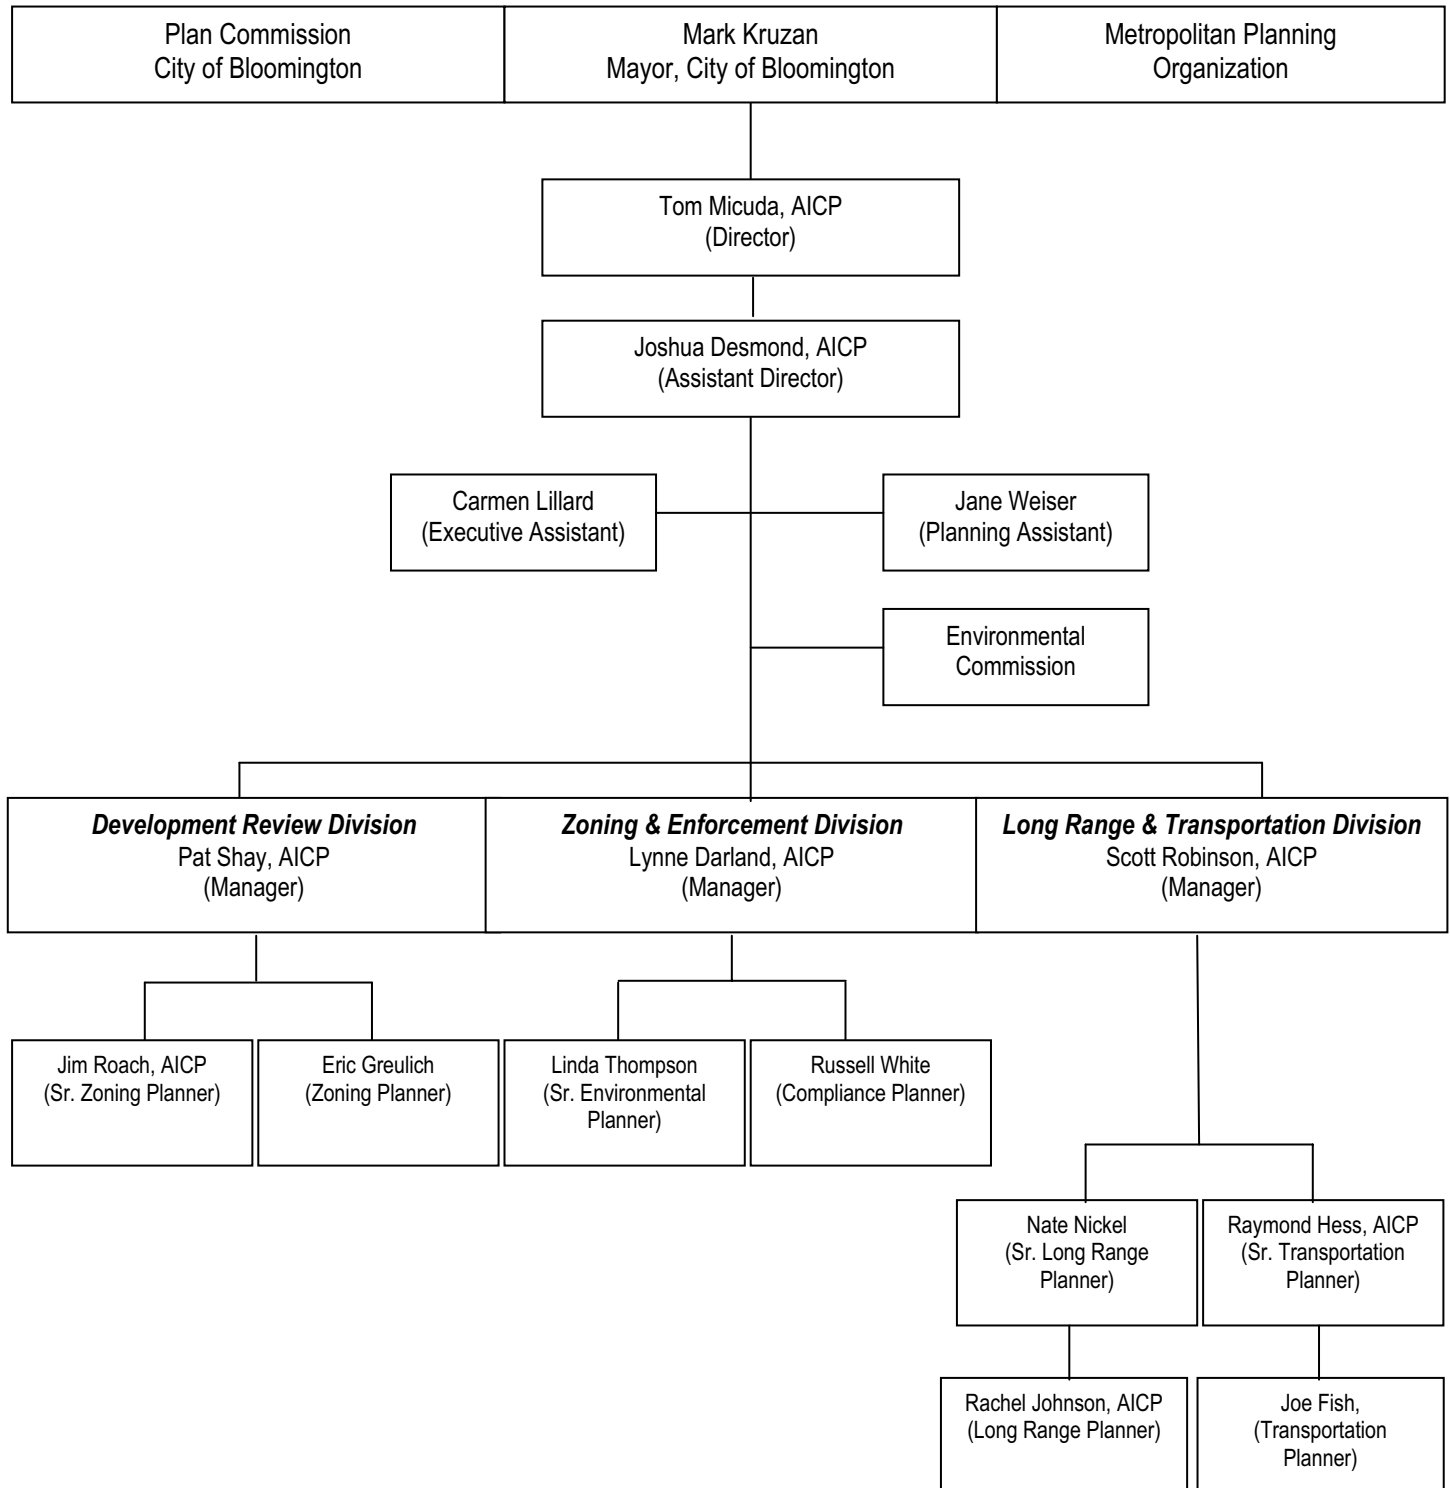 Plan Commission
City of Bloomington
Mark Kruzan
Mayor, City of Bloomington
Metropolitan Planning
Organization
Tom Micuda, AICP
(Director)
Joshua Desmond, AICP
(Assistant Director)
Carmen Lillard
(Executive Assistant)
Jane Weiser
(Planning Assistant)
Environmental
Commission
Development Review Division
Pat Shay, AICP
(Manager)
Zoning & Enforcement Division
Lynne Darland, AICP
(Manager)
Long Range & Transportation Division
Scott Robinson, AICP
(Manager)
Jim Roach, AICP
(Sr. Zoning Planner)
Eric Greulich
(Zoning Planner)
Linda Thompson
(Sr. Environmental
Planner)
Russell White
(Compliance Planner)
Nate Nickel
(Sr. Long Range
Planner)
Raymond Hess, AICP
(Sr. Transportation
Planner)
Rachel Johnson, AICP
(Long Range Planner)
Joe Fish,
(Transportation
Planner)